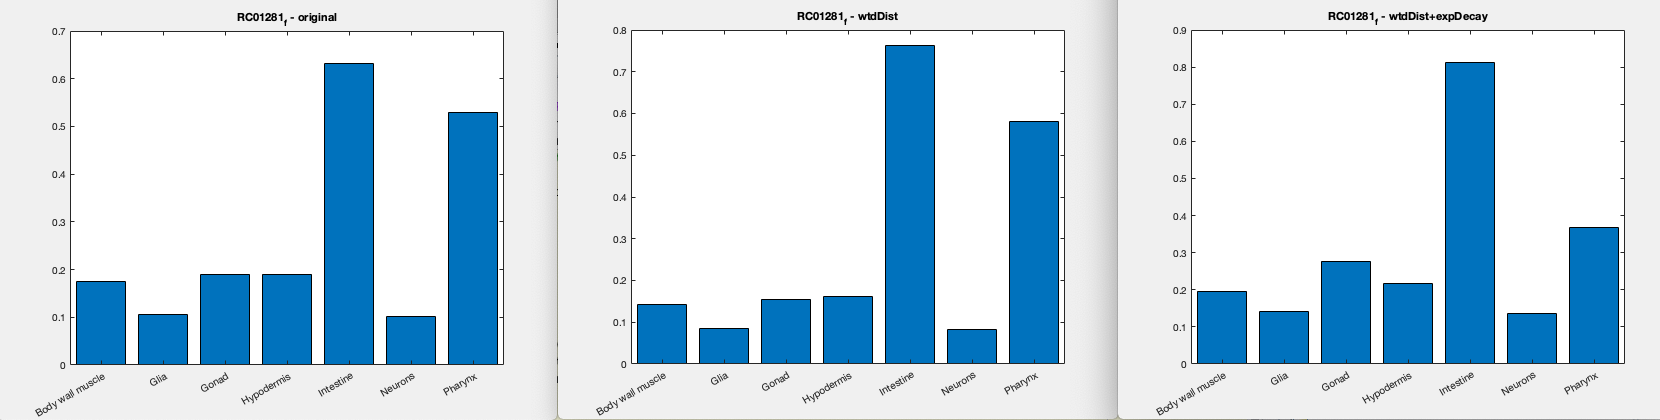 RC01281f - original
0.7
0.6
0.5
0.4
0.3
0.2
0.1
0
Body wall muscle
Glia
Gonad
Hypodermis
Intestine
Neurons
Pharynx
RC01281f - wtdDist
0.8
0.7
0.6
0.5
0.4
0.3
0.2
0.1
0
Body wall muscle
Glia
Gonad
Hypodermis
Intestine
Neurons
Pharynx
RC01281f - wtdDist+expDecay
0.9
0.8
0.7
0.6
0.5
0.4
0.3
0.2
0.1
0
Body wall muscle
Glia
Gonad
Hypodermis
Intestine
Neurons
Pharynx